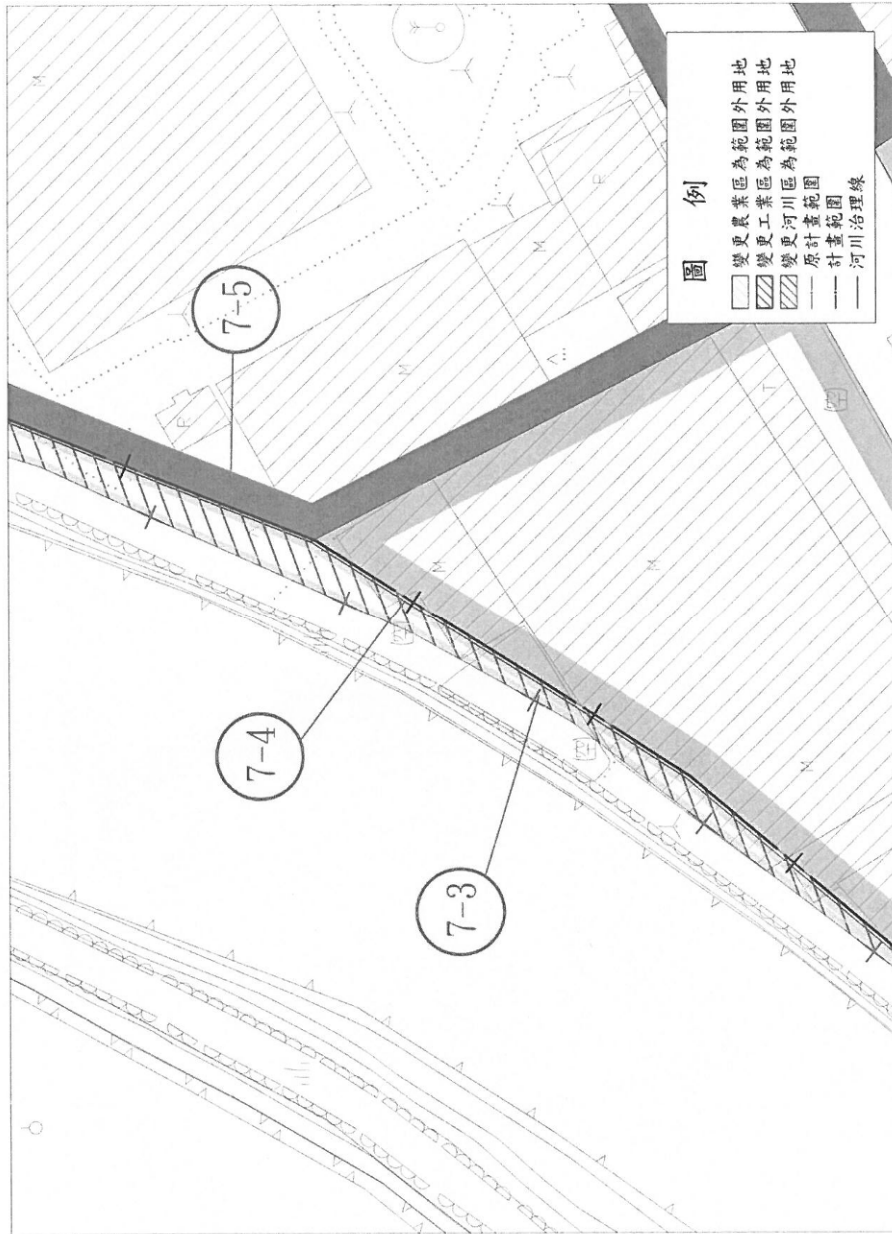 7-5
7-4
7-3
圖 例
變更農業區為範圍外用地
變更工業區為範圍外用地
變更河川區為範圍外用地
原計畫範圍
計畫範圍
河川治理線
M
R
M
M
R
A
M
M
T
M